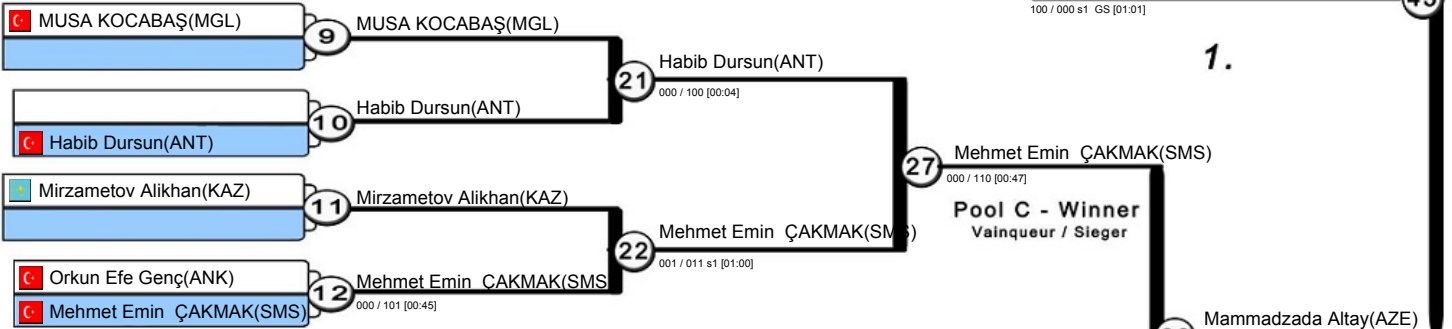 100 / 000 s1 GS [01:01]
1.
MUSA KOCABAŞ(MGL)
9
MUSA KOCABAŞ(MGL)
21
Habib Dursun(ANT)
000 / 100 [00:04]
10
Habib Dursun(ANT)
Habib Dursun(ANT)
27
Mehmet Emin ÇAKMAK(SMS)
000 / 110 [00:47]
Pool C - Winner
Vainqueur / Sieger
Mirzametov Alikhan(KAZ)
11
Mirzametov Alikhan(KAZ)
22
Mehmet Emin ÇAKMAK(SMS)
001 / 011 s1 [01:00]
Orkun Efe Genç(ANK)
Mehmet Emin ÇAKMAK(SMS)
12
Mehmet Emin ÇAKMAK(SMS
000 / 101 [00:45]
Mammadzada Altay(AZE)